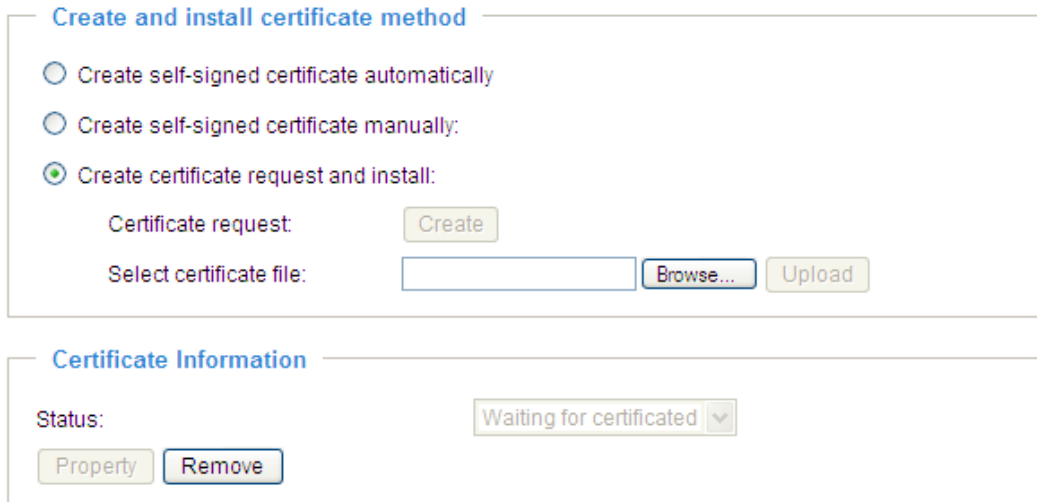 Create and install certificate method
Create self-signed certificate automatically
Create self-signed certificate manually:
Create certificate request and install:
Certificate request: Create
Select certificate file: Browse... Upload
Certificate Information
Status: Waiting for certificated
Property Remove